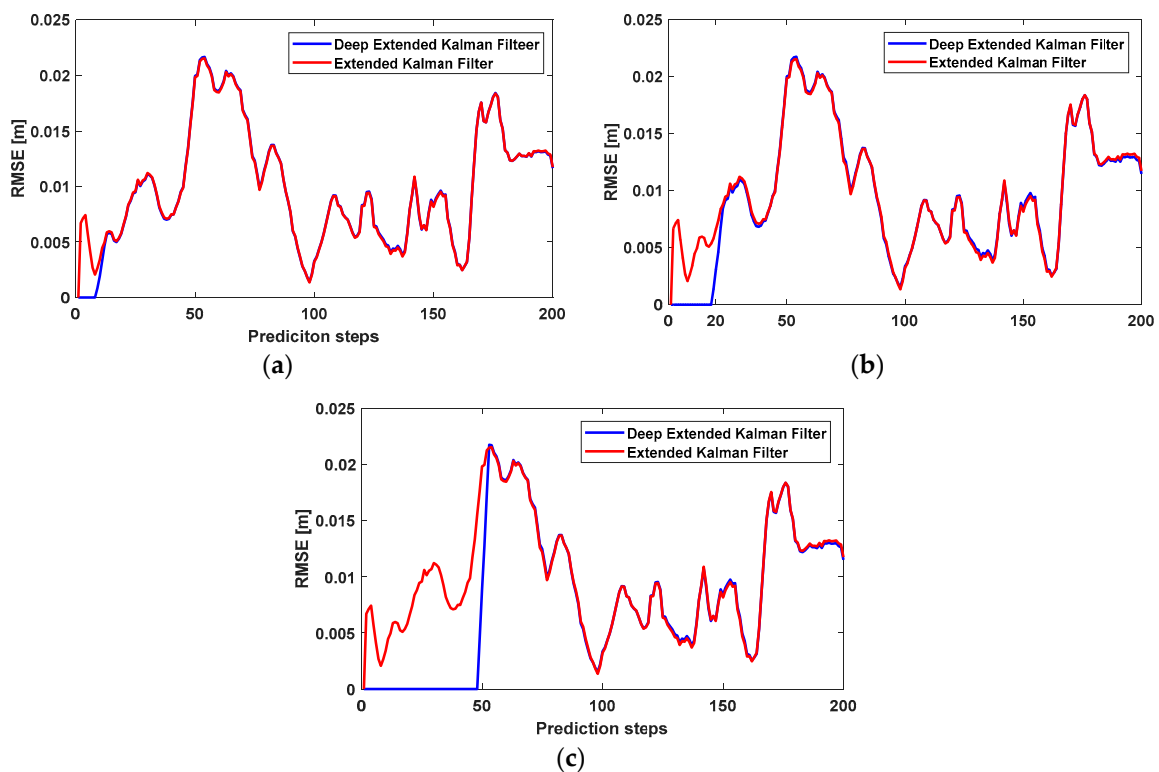 0.025
0.02
0.015
0.01
0.005
0
RMSE [m]
Deep Extended Kalman Filteer
Extended Kalman Filter
0 50 100 150 200
Prediciton steps
(a)
0.025
0.02
0.015
0.01
0.005
0
RMSE [m]
Deep Extended Kalman Filter
Extended Kalman Filter
0 20 50 100 150 200
(b)
0.025
0.02
0.015
0.01
0.005
0
RMSE [m]
Deep Extended Kalman Filter
Extended Kalman Filter
0 50 100 150 200
Prediction steps
(c)